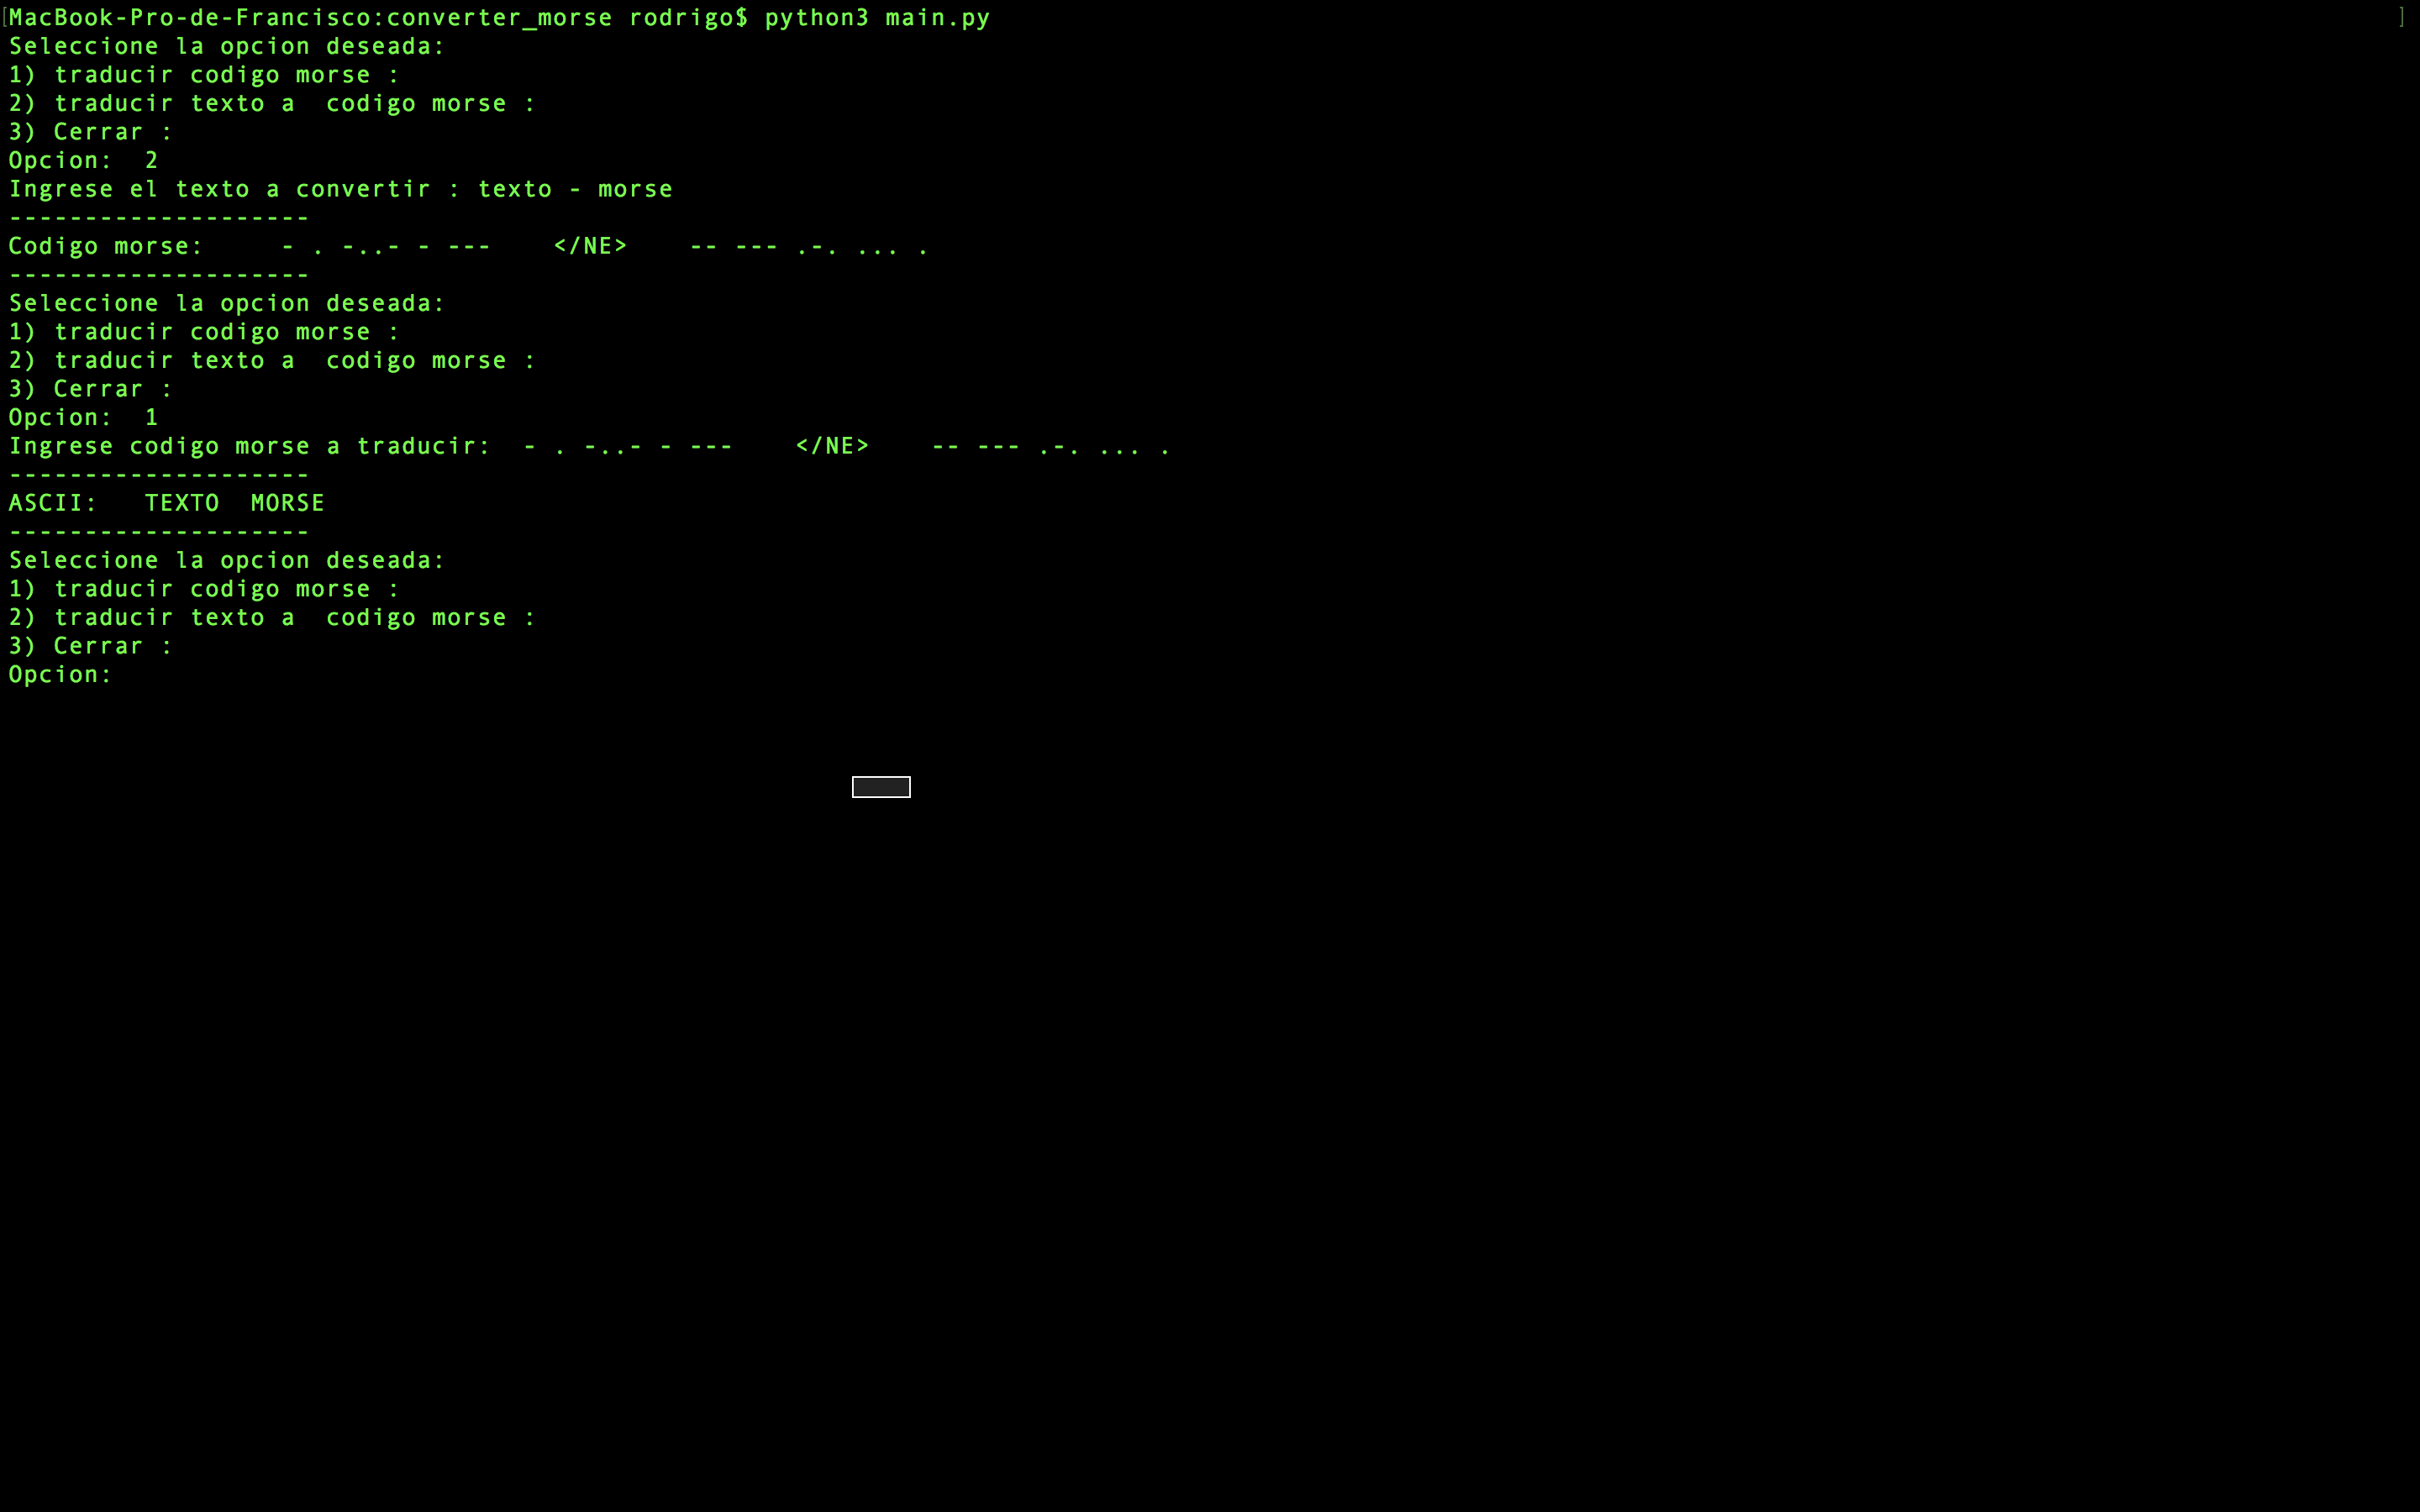 [MacBook-Pro-de-Francisco:converter_morse rodrigo$ python3 main.py ]
Seleccione la opcion deseada:
1) traducir codigo morse :
2) traducir texto a  codigo morse :
3) Cerrar :
Opcion:  2
Ingrese el texto a convertir : texto - morse
--------------------
Codigo morse:     - . -..- - ---    </NE>    -- --- .-. ... .
--------------------
Seleccione la opcion deseada:
1) traducir codigo morse :
2) traducir texto a  codigo morse :
3) Cerrar :
Opcion:  1
Ingrese codigo morse a traducir:  - . -..- - ---    </NE>    -- --- .-. ... .
--------------------
ASCII:   TEXTO  MORSE
--------------------
Seleccione la opcion deseada:
1) traducir codigo morse :
2) traducir texto a  codigo morse :
3) Cerrar :
Opcion: